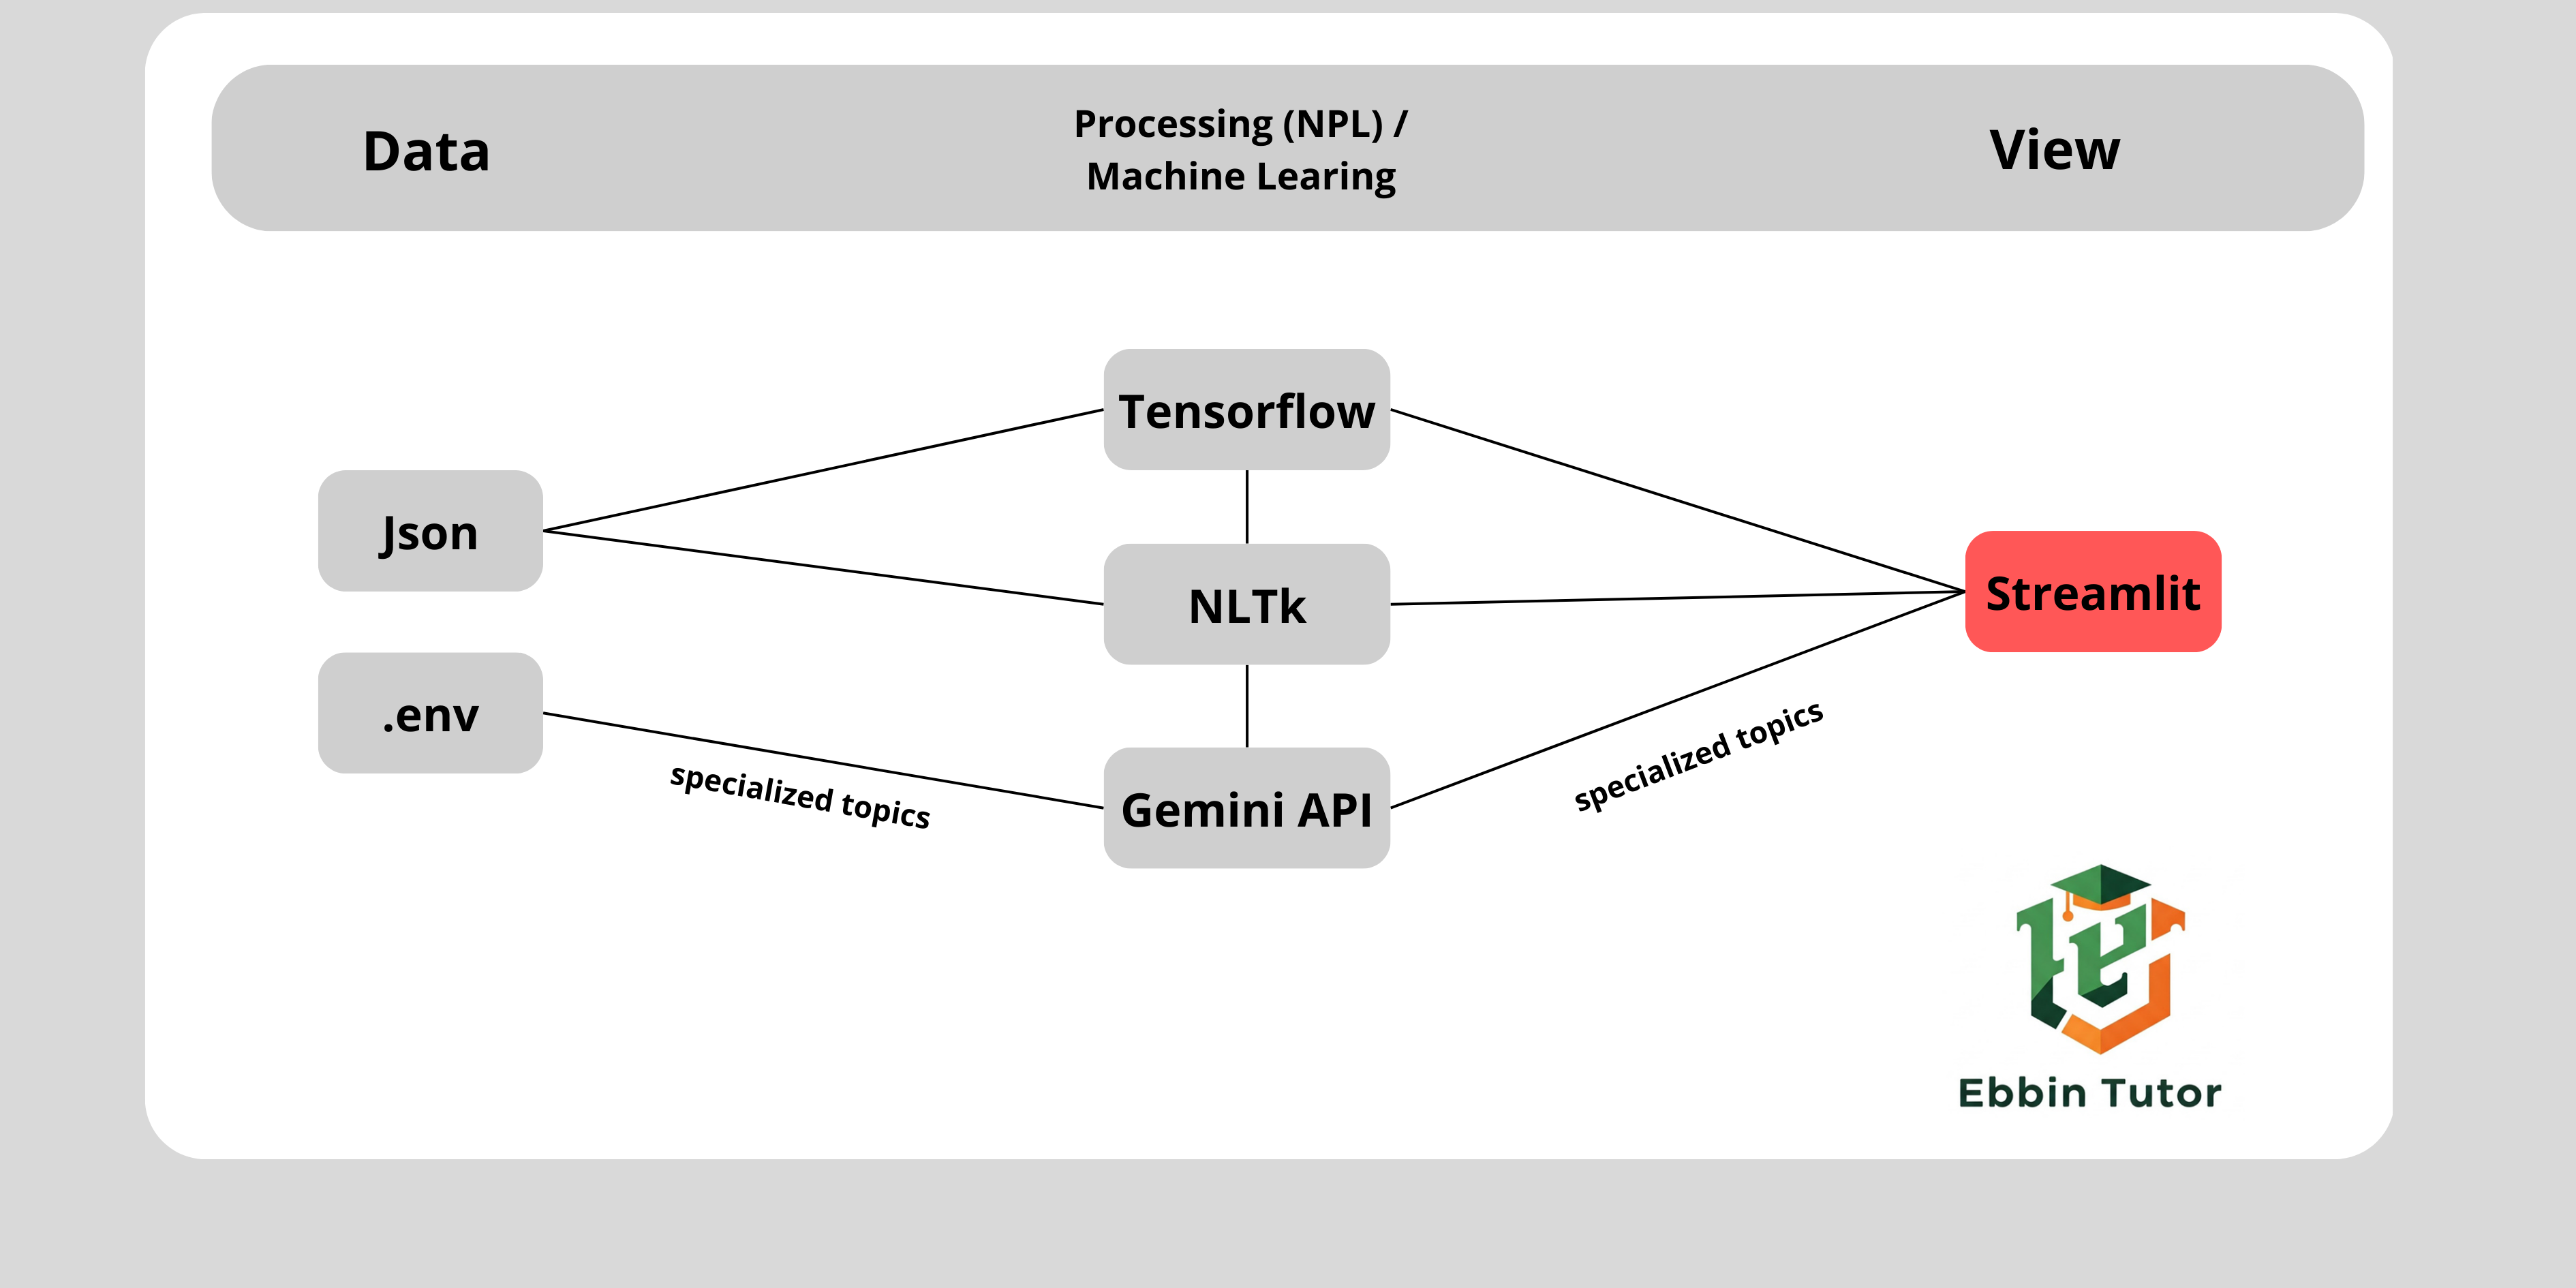 Data
Processing (NPL) /
Machine Learing
View
Tensorflow
Json
NLTk
Streamlit
.env
specialized topics
Gemini API
specialized topics
Ebbin Tutor